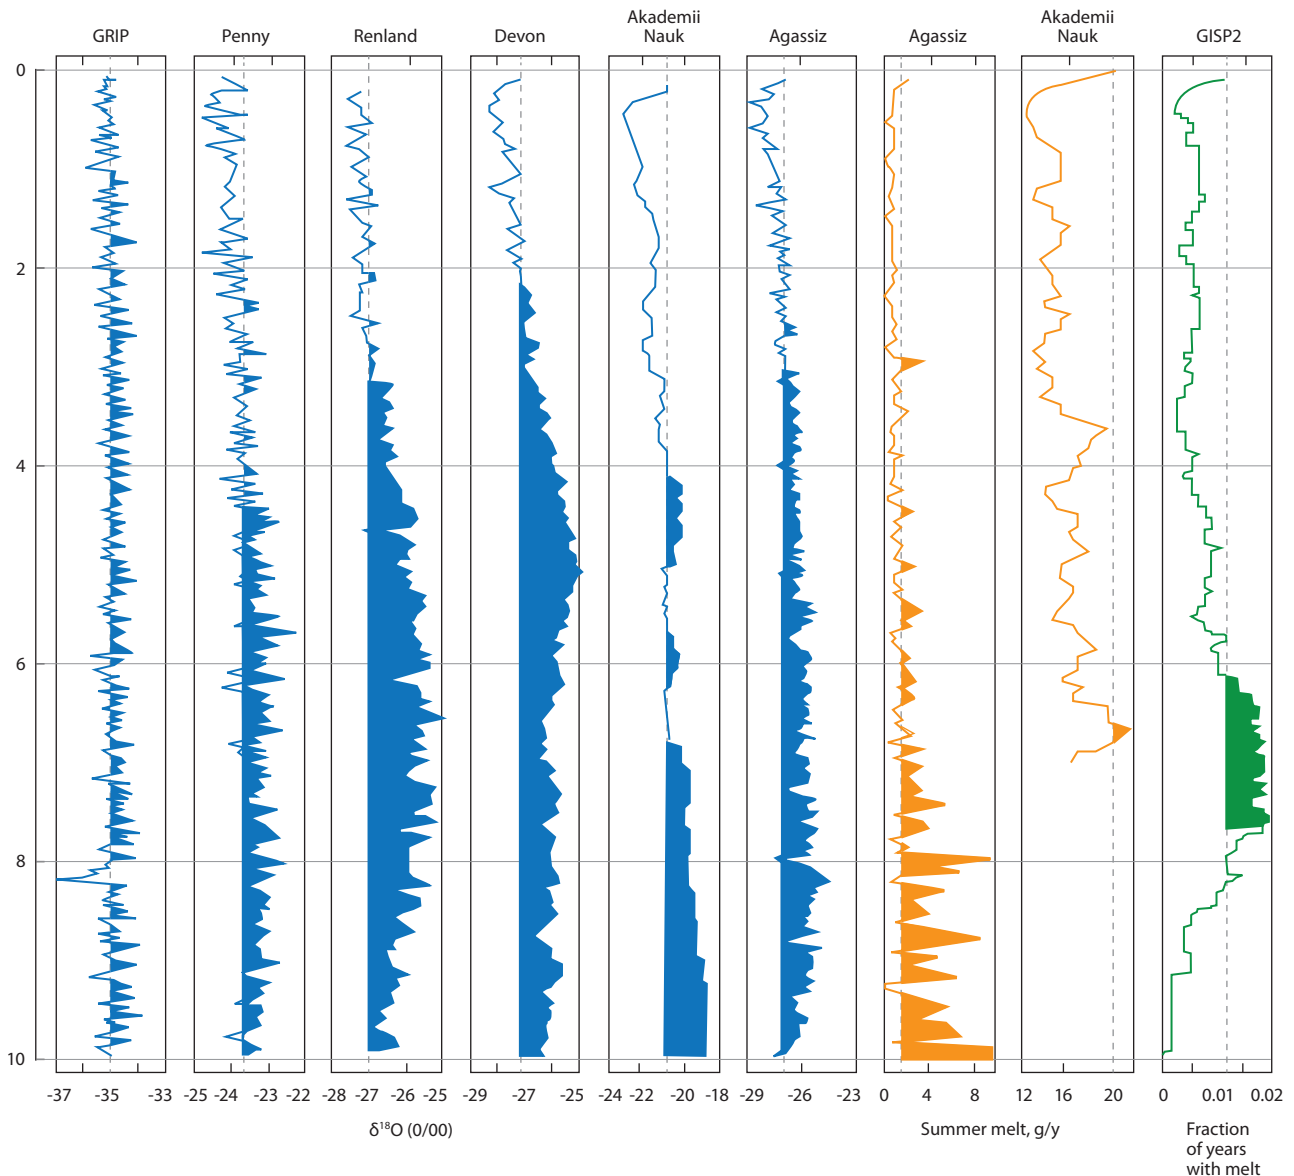 GRIP Penny Renland Devon Akademii Nauk Agassiz Agassiz Akademii Nauk GISP2
0
2
4
6
8
10
-37 -35 -33 -25 -24 -23 -22 -28 -27 -26 -25 -29 -27 -25 -24 -21 -20 -18 -29 -26 -23 0 4 8 12 16 20 0 0.01 0.02
δ¹⁸O (0/00) Summer melt, g/y Fraction
of years
with melt